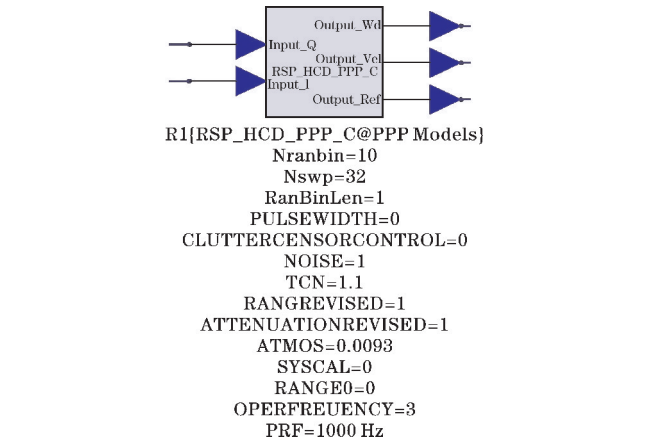 Output_Wd
Input_Q
Output_Vel
RSP_HCD_PPP_C
Input_1
Output_Ref
R1{RSP_HCD_PPP_C@PPP Models}
Nranbin=10
Nswp=32
RanBinLen=1
PULSEWIDTH=0
CLUTTERCENSORCONTROL=0
NOISE=1
TCN=1.1
RANGREVISED=1
ATTENUATIONREVISED=1
ATMOS=0.0093
SYSCAL=0
RANGE0=0
OPERFREUENCY=3
PRF=1000 Hz